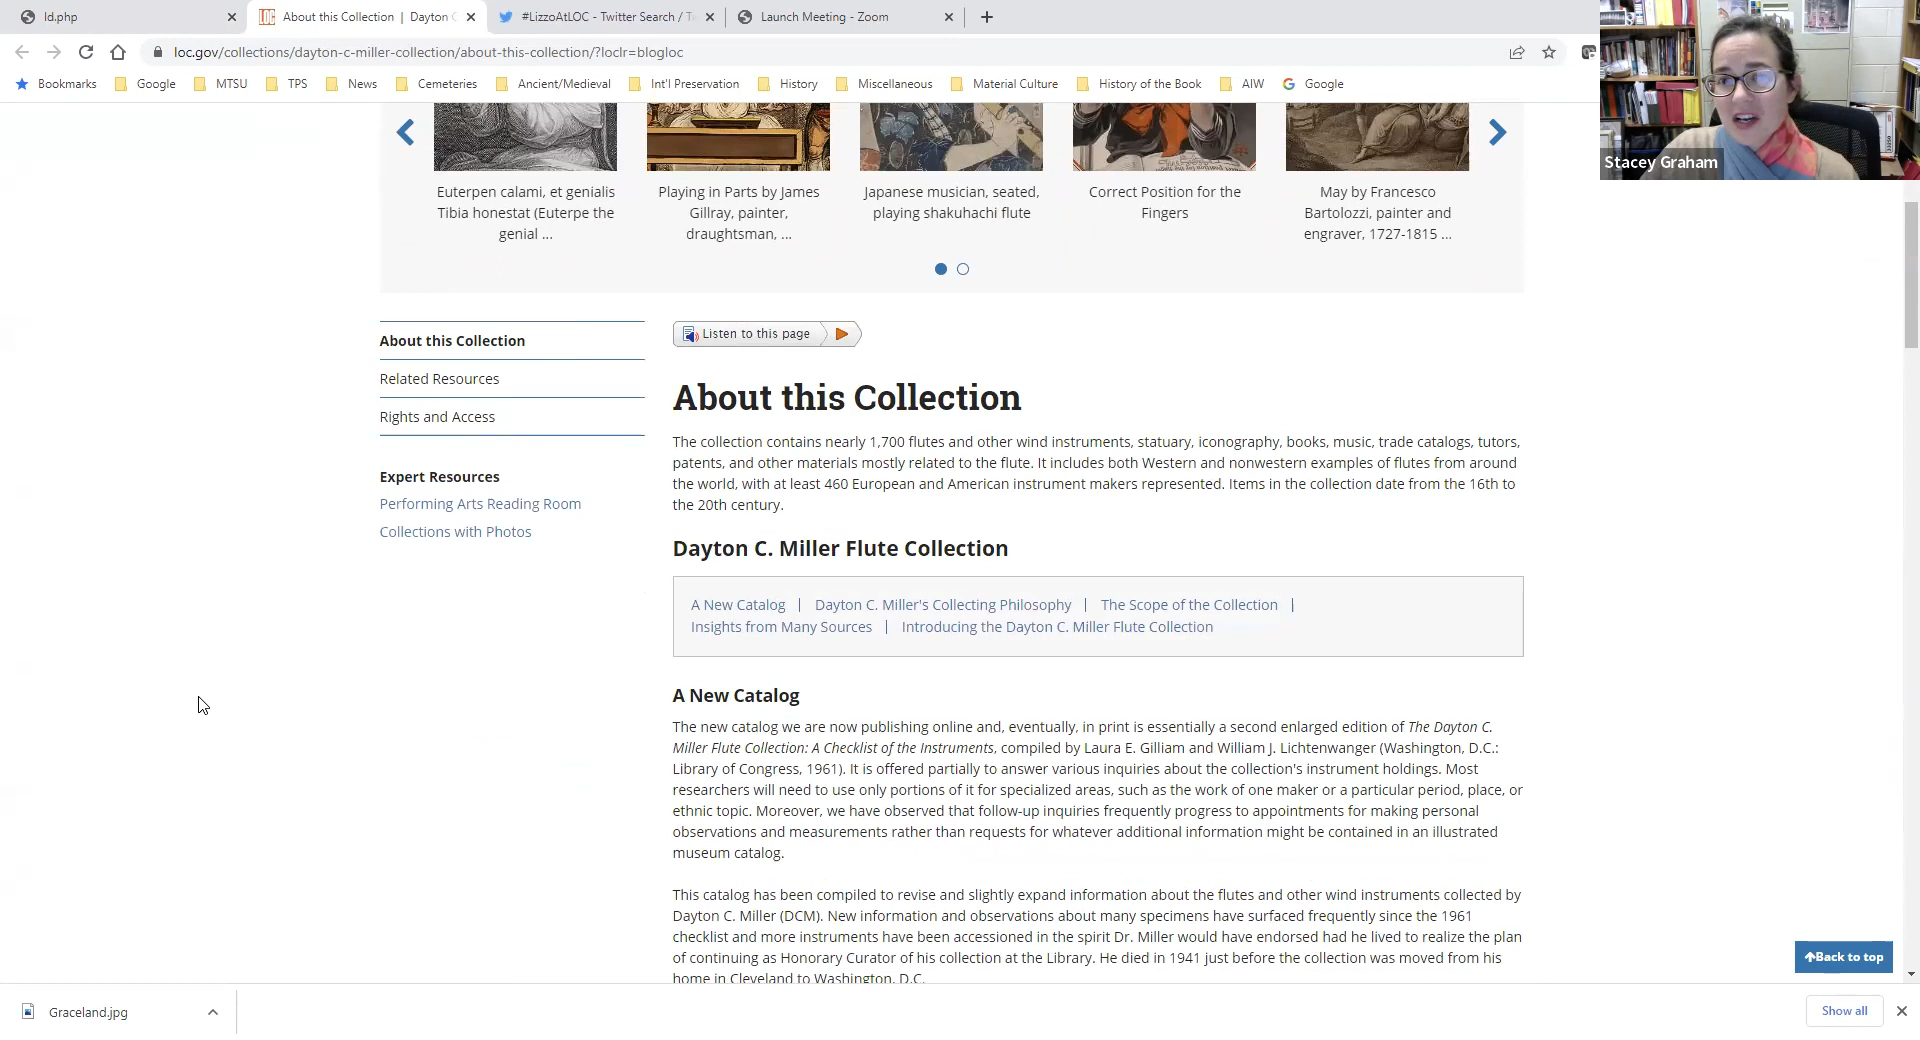 ld.php
About this Collection | Dayton C
#LizzoAtLOC - Twitter Search / T
Launch Meeting - Zoom
loc.gov/collections/dayton-c-miller-collection/about-this-collection/?loclr=blogloc
Bookmarks
Google
MTSU
TPS
News
Cemeteries
Ancient/Medieval
Int'l Preservation
History
Miscellaneous
Material Culture
History of the Book
AIW
Google
Stacey Graham
Euterpen calami, et genialis
Tibia honestat (Euterpe the
genial ...
Playing in Parts by James
Gillray, painter,
draughtsman, ...
Japanese musician, seated,
playing shakuhachi flute
Correct Position for the
Fingers
May by Francesco
Bartolozzi, painter and
engraver, 1727-1815 ...
About this Collection
Related Resources
Rights and Access
Expert Resources
Performing Arts Reading Room
Collections with Photos
Listen to this page
About this Collection
The collection contains nearly 1,700 flutes and other wind instruments, statuary, iconography, books, music, trade catalogs, tutors,
patents, and other materials mostly related to the flute. It includes both Western and nonwestern examples of flutes from around
the world, with at least 460 European and American instrument makers represented. Items in the collection date from the 16th to
the 20th century.
Dayton C. Miller Flute Collection
A New Catalog | Dayton C. Miller's Collecting Philosophy | The Scope of the Collection |
Insights from Many Sources | Introducing the Dayton C. Miller Flute Collection
A New Catalog
The new catalog we are now publishing online and, eventually, in print is essentially a second enlarged edition of The Dayton C.
Miller Flute Collection: A Checklist of the Instruments, compiled by Laura E. Gilliam and William J. Lichtenwanger (Washington, D.C.:
Library of Congress, 1961). It is offered partially to answer various inquiries about the collection's instrument holdings. Most
researchers will need to use only portions of it for specialized areas, such as the work of one maker or a particular period, place, or
ethnic topic. Moreover, we have observed that follow-up inquiries frequently progress to appointments for making personal
observations and measurements rather than requests for whatever additional information might be contained in an illustrated
museum catalog.
This catalog has been compiled to revise and slightly expand information about the flutes and other wind instruments collected by
Dayton C. Miller (DCM). New information and observations about many specimens have surfaced frequently since the 1961
checklist and more instruments have been accessioned in the spirit Dr. Miller would have endorsed had he lived to realize the plan
of continuing as Honorary Curator of his collection at the Library. He died in 1941 just before the collection was moved from his
home in Cleveland to Washington, D.C.
Back to top
Graceland.jpg
Show all